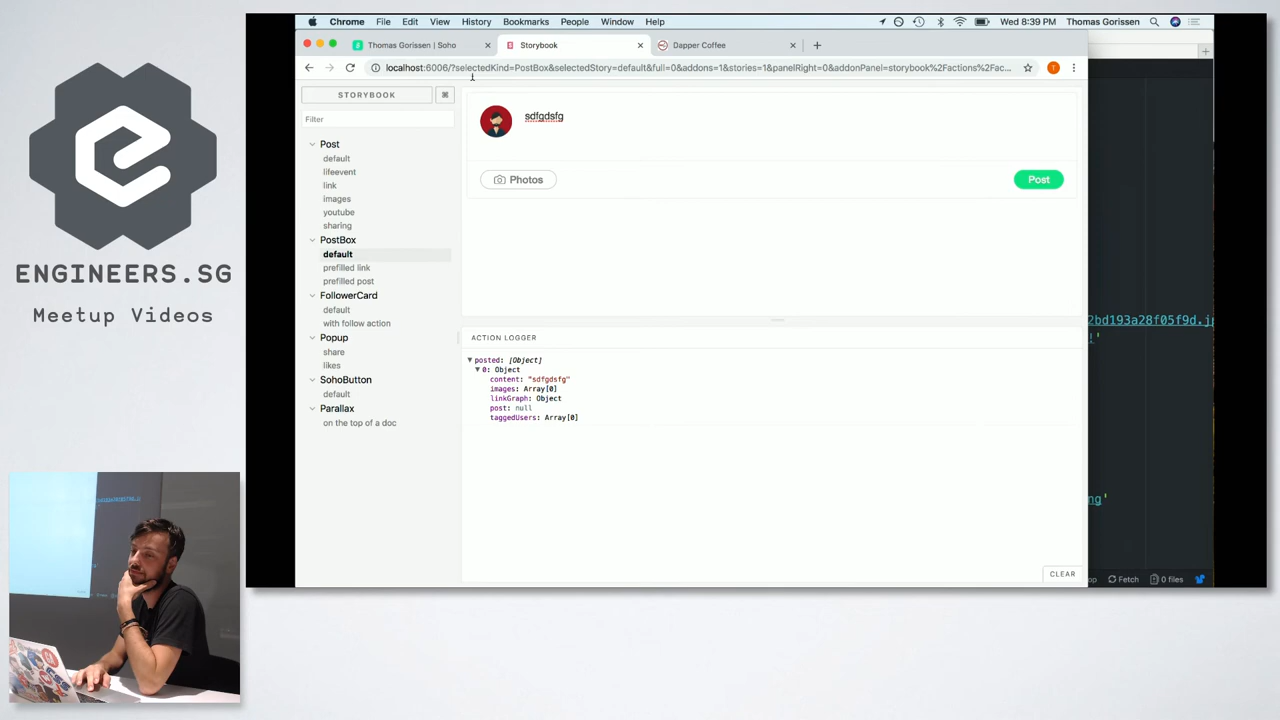 Chrome File Edit View History Bookmarks People Window Help
Wed 8:39 PM Thomas Gorissen
Thomas Gorissen | Soho
Storybook
Dapper Coffee
localhost:6006/?selectedKind=PostBox&selectedStory=default&full=0&addons=1&stories=1&panelRight=0&addonPanel=storybook%2Factions%2Fac...
STORYBOOK
Filter
Post
default
lifeevent
link
images
youtube
sharing
PostBox
default
prefilled link
prefilled post
FollowerCard
default
with follow action
Popup
share
likes
SohoButton
default
Parallax
on the top of a doc
sdfgdsfg
Photos
Post
ACTION LOGGER
posted: [Object]
0: Object
content: "sdfgdsfg"
images: Array[0]
linkGraph: Object
post: null
taggedUsers: Array[0]
CLEAR
2bd193a28f05f9d.jp
ng'
Fetch
0 files
ENGINEERS.SG
Meetup Videos
CSS